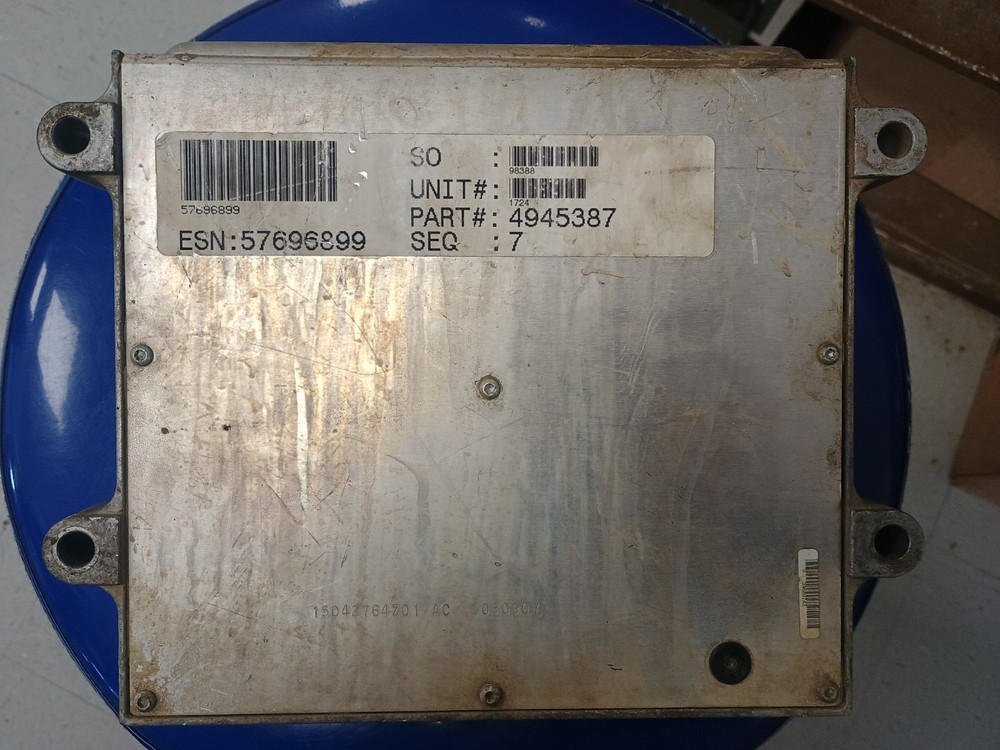 57696899
ESN:57696899
SO :
98388
UNIT#:
1724
PART#: 4945387
SEQ : 7